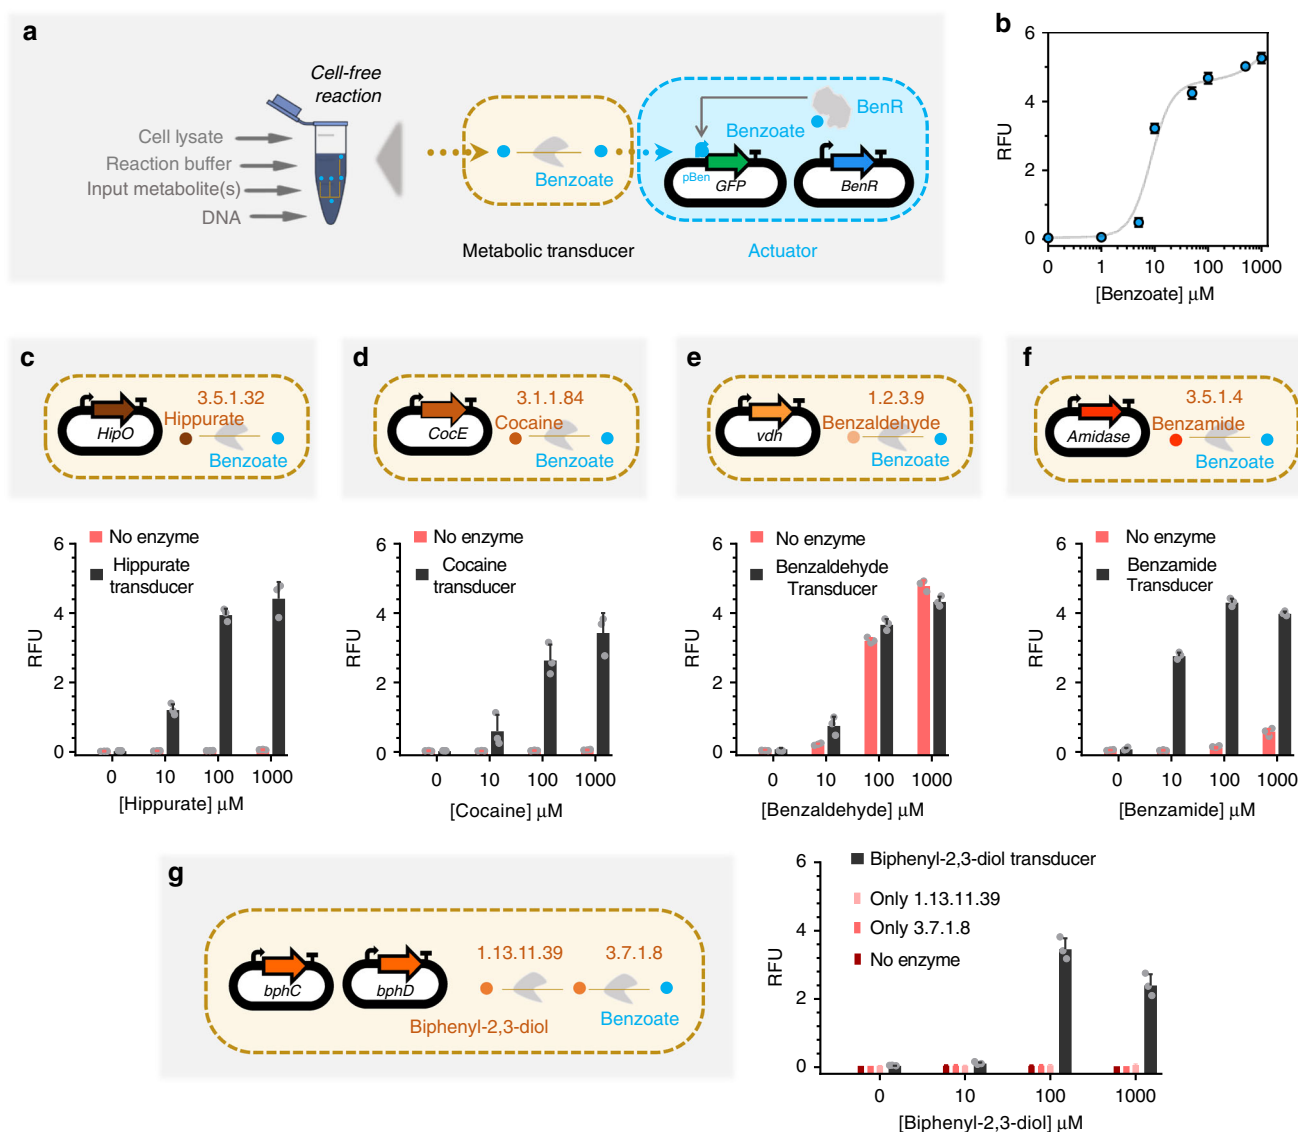 a
Cell-free
reaction
Cell lysate
Reaction buffer
Input metabolite(s)
DNA
Benzoate
Metabolic transducer
BenR
Benzoate
pBen
GFP
BenR
Actuator
b
6
4
2
0
RFU
0 1 10 100 1000
[Benzoate] µM
c
3.5.1.32
Hippurate
HipO
Benzoate
No enzyme
Hippurate
transducer
6
4
2
0
RFU
0 10 100 1000
[Hippurate] µM
d
3.1.1.84
Cocaine
CocE
Benzoate
No enzyme
Cocaine
transducer
6
4
2
0
RFU
0 10 100 1000
[Cocaine] µM
e
1.2.3.9
Benzaldehyde
vdh
Benzoate
No enzyme
Benzaldehyde
Transducer
6
4
2
0
RFU
0 10 100 1000
[Benzaldehyde] µM
f
3.5.1.4
Benzamide
Amidase
Benzoate
No enzyme
Benzamide
Transducer
6
4
2
0
RFU
0 10 100 1000
[Benzamide] µM
g
1.13.11.39 3.7.1.8
bphC bphD
Biphenyl-2,3-diol
Benzoate
Biphenyl-2,3-diol transducer
Only 1.13.11.39
Only 3.7.1.8
No enzyme
6
4
2
0
RFU
0 10 100 1000
[Biphenyl-2,3-diol] µM